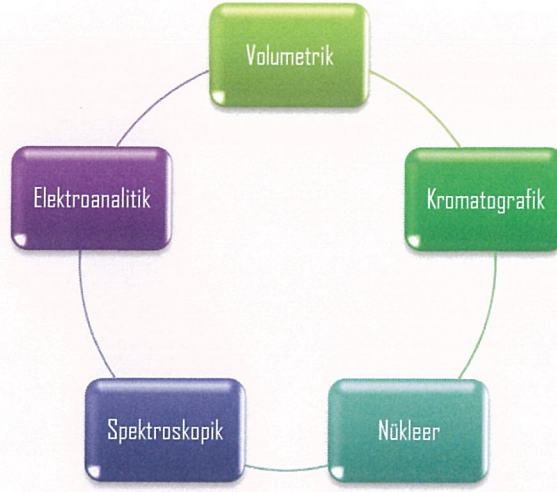 Volumetrik
Kromatografik
Nükleer
Spektroskopik
Elektroanalitik